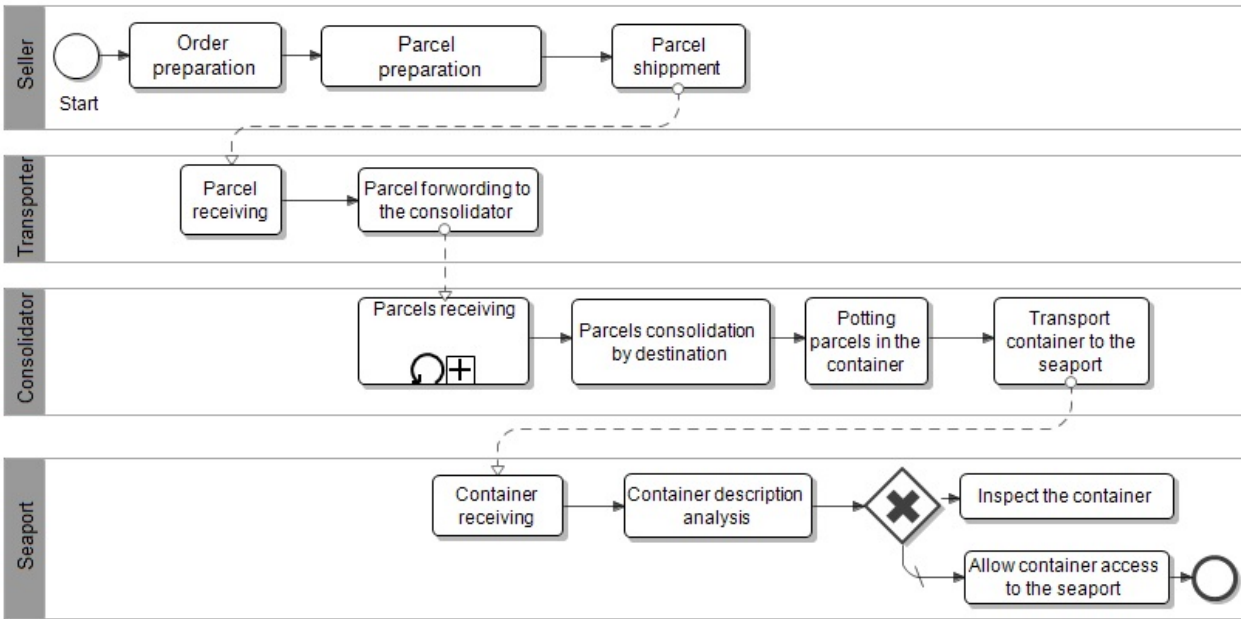 Seller
Start
Order
preparation
Parcel
preparation
Parcel
shippment
Transporter
Parcel
receiving
Parcel forwording to
the consolidator
Consolidator
Parcels receiving
Parcels consolidation
by destination
Potting
parcels in the
container
Transport
container to the
seaport
Seaport
Container
receiving
Container description
analysis
Inspect the container
Allow container access
to the seaport